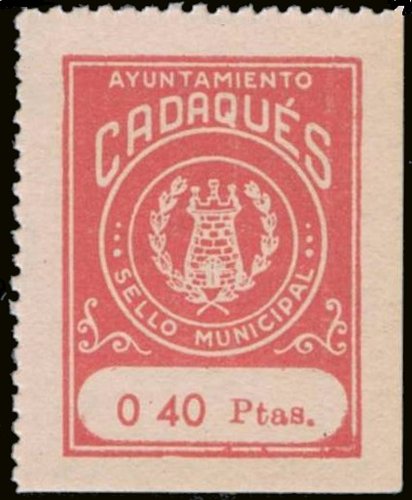 AYUNTAMIENTO
CADAQUÉS
SELLO MUNICIPAL
0 40 Ptas.